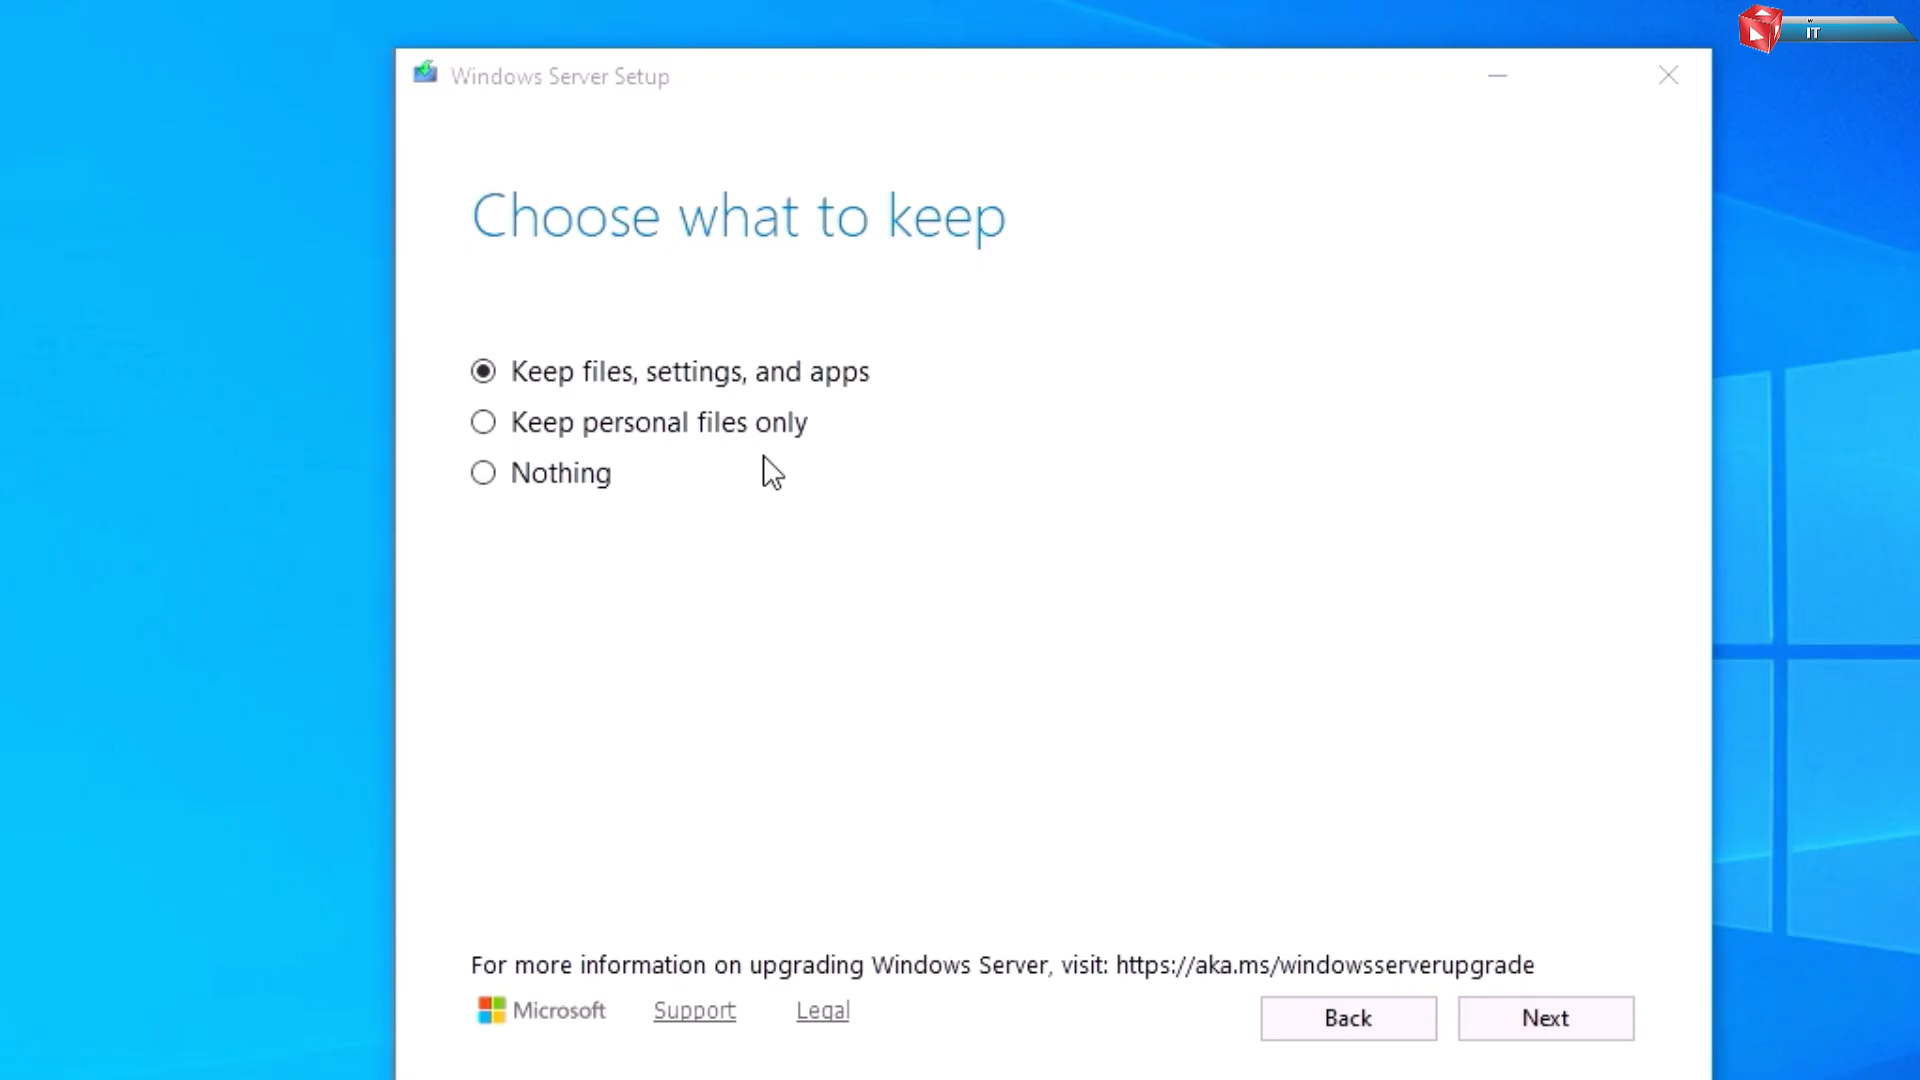 W
IT
Windows Server Setup
Choose what to keep
Keep files, settings, and apps
Keep personal files only
Nothing
For more information on upgrading Windows Server, visit: https://aka.ms/windowsserverupgrade
Microsoft Support Legal
Back Next